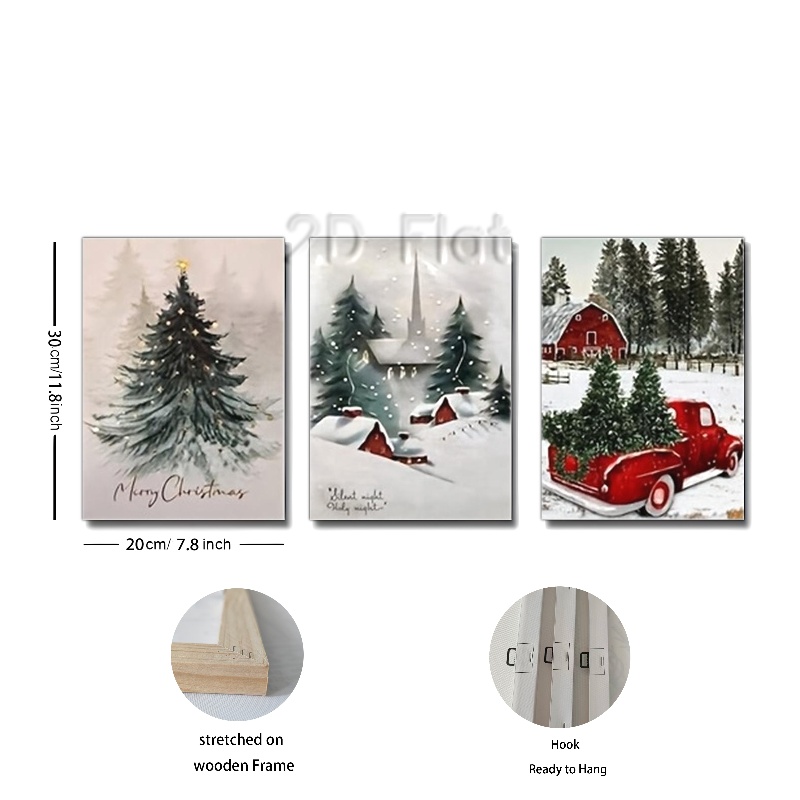 2D Flat
30cm/11.8inch
Merry Christmas
"Silent night
Holy night"
20cm/ 7.8 inch
stretched on
wooden Frame
Hook
Ready to Hang